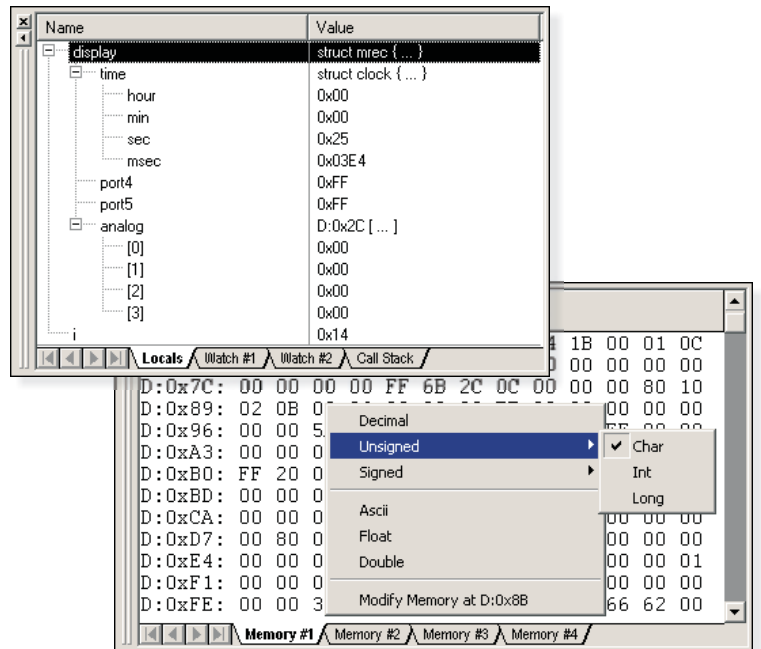 Name Value
display struct mrec { ... }
time struct clock { ... }
hour 0x00
min 0x00
sec 0x25
msec 0x03E4
port4 0xFF
port5 0xFF
analog D:0x2C [ ... ]
[0] 0x00
[1] 0x00
[2] 0x00
[3] 0x00
i 0x14
Locals Watch #1 Watch #2 Call Stack
1B 00 01 0C
00 00 00 00
D:0x7C: 00 00 00 00 FF 6B 2C 0C 00 00 00 80 10
D:0x89: 02 0B 00 00 00
D:0x96: 00 00
D:0xA3: 00 00
D:0xB0: FF 20
D:0xBD: 00 00
D:0xCA: 00 00 00 00 00
D:0xD7: 00 80 00 00 00
D:0xE4: 00 00 00 00 01
D:0xF1: 00 00 00 00 00
D:0xFE: 00 00 66 62 00
Decimal
Unsigned
Signed
Ascii
Float
Double
Modify Memory at D:0x8B
Char
Int
Long
Memory #1 Memory #2 Memory #3 Memory #4